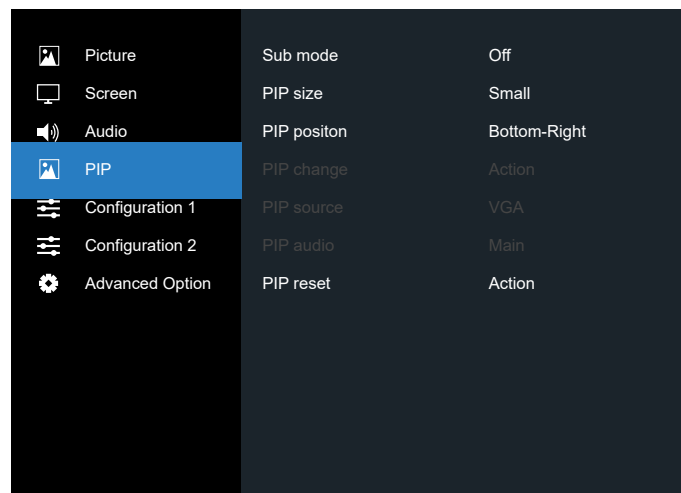 Picture
Screen
Audio
PIP
Configuration 1
Configuration 2
Advanced Option
Sub mode Off
PIP size Small
PIP positon Bottom-Right
PIP change Action
PIP source VGA
PIP audio Main
PIP reset Action